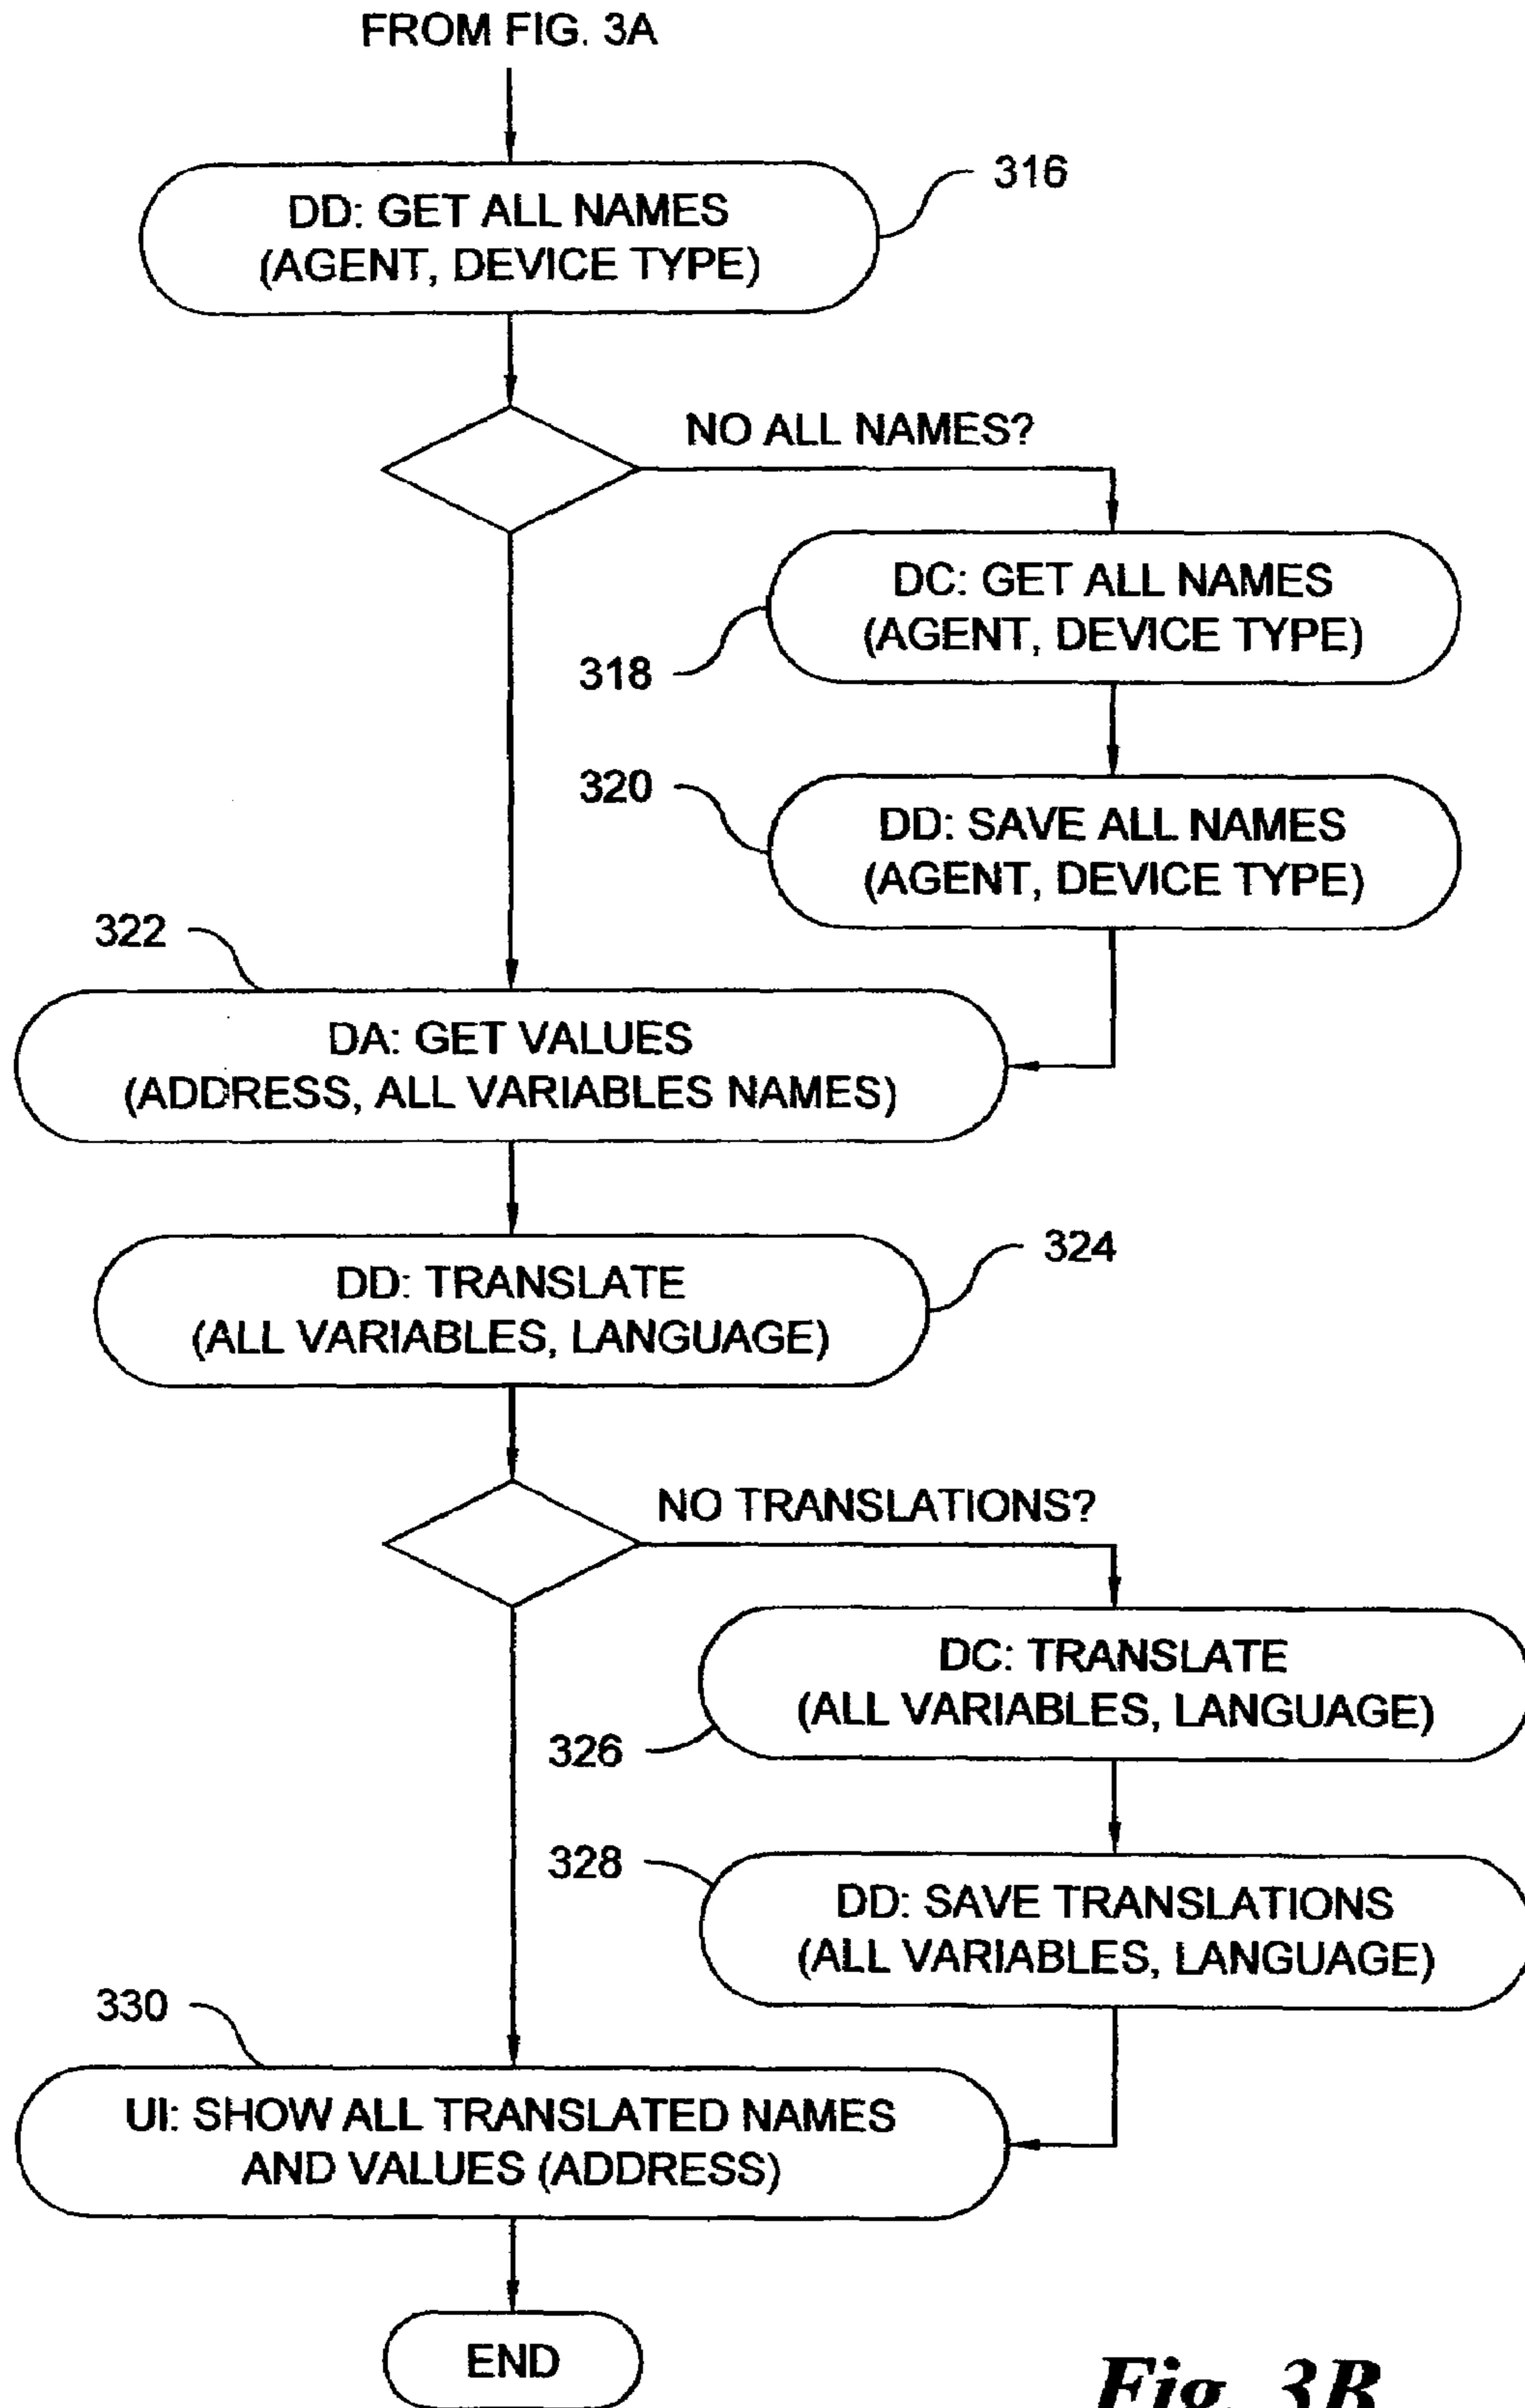 FROM FIG. 3A
316
DD: GET ALL NAMES
(AGENT, DEVICE TYPE)
NO ALL NAMES?
DC: GET ALL NAMES
(AGENT, DEVICE TYPE)
318
320
DD: SAVE ALL NAMES
(AGENT, DEVICE TYPE)
322
DA: GET VALUES
(ADDRESS, ALL VARIABLES NAMES)
324
DD: TRANSLATE
(ALL VARIABLES, LANGUAGE)
NO TRANSLATIONS?
DC: TRANSLATE
(ALL VARIABLES, LANGUAGE)
326
328
DD: SAVE TRANSLATIONS
(ALL VARIABLES, LANGUAGE)
330
UI: SHOW ALL TRANSLATED NAMES
AND VALUES (ADDRESS)
END
Fig. 3B